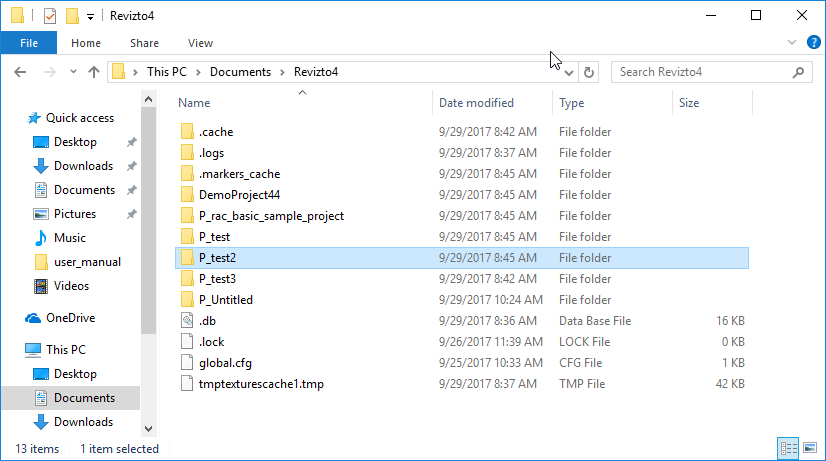 Revizto4
File Home Share View
This PC Documents Revizto4 Search Revizto4
Name Date modified Type Size
Quick access
Desktop
Downloads
Documents
Pictures
Music
user_manual
Videos
OneDrive
This PC
Desktop
Documents
Downloads
.cache 9/29/2017 8:42 AM File folder
.logs 9/29/2017 8:37 AM File folder
.markers_cache 9/29/2017 8:45 AM File folder
DemoProject44 9/29/2017 8:45 AM File folder
P_rac_basic_sample_project 9/29/2017 8:45 AM File folder
P_test 9/29/2017 8:45 AM File folder
P_test2 9/29/2017 8:45 AM File folder
P_test3 9/29/2017 8:42 AM File folder
P_Untitled 9/29/2017 10:24 AM File folder
.db 9/29/2017 8:36 AM Data Base File 16 KB
.lock 9/26/2017 11:39 AM LOCK File 0 KB
global.cfg 9/25/2017 10:33 AM CFG File 1 KB
tmptexturescache1.tmp 9/29/2017 8:37 AM TMP File 42 KB
13 items 1 item selected